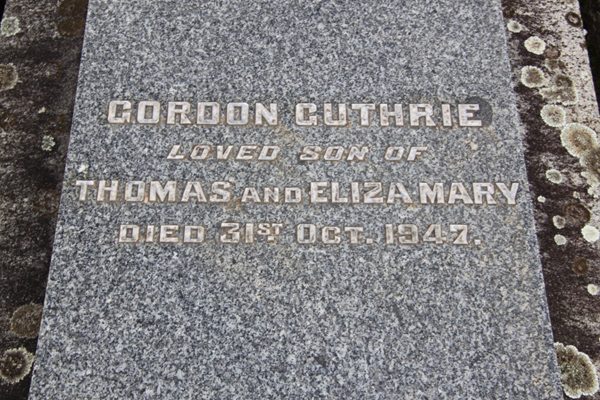 GORDON GUTHRIE
LOVED SON OF
THOMAS AND ELIZA MARY
DIED 31ST OCT. 1947.